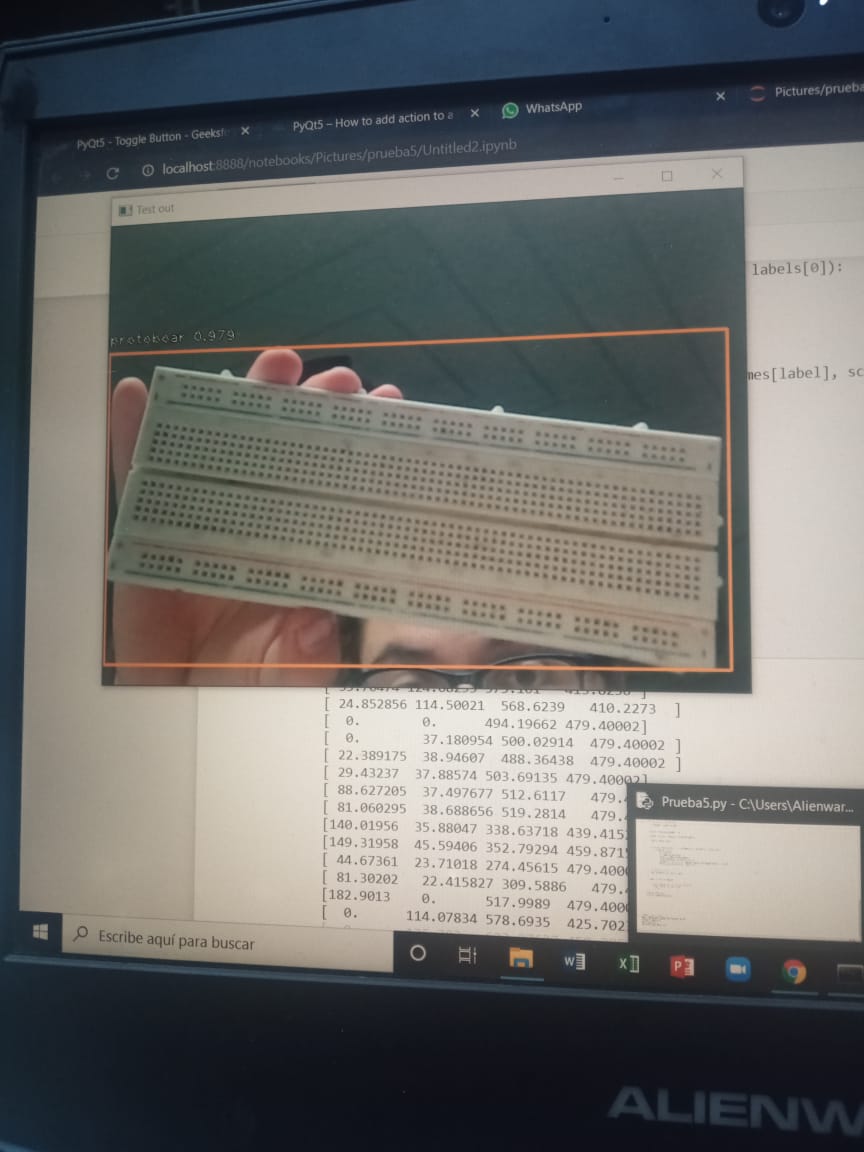 PyQt5 - Toggle Button - Geeksf
PyQt5 – How to add action to a
WhatsApp
Pictures/prueba
localhost:8888/notebooks/Pictures/prueba5/Untitled2.ipynb
Test out
labels[0]):
protoboar 0.979
mes[label], sc
[ 24.852856 114.50021 568.6239 410.2273 ]
[ 0. 0. 494.19662 479.40002]
[ 0. 37.180954 500.02914 479.40002 ]
[ 22.389175 38.94607 488.36438 479.40002 ]
[ 29.43237 37.88574 503.69135 479.40002]
[ 88.627205 37.497677 512.6117 479.
[ 81.060295 38.688656 519.2814 479.
[140.01956 35.88047 338.63718 439.415
[149.31958 45.59406 352.79294 459.871
[ 44.67361 23.71018 274.45615 479.400
[ 81.30202 22.415827 309.5886 479.
[182.9013 0. 517.9989 479.400
[ 0. 114.07834 578.6935 425.702
Prueba5.py - C:\Users\Alienwar...
Escribe aquí para buscar
ALIENW